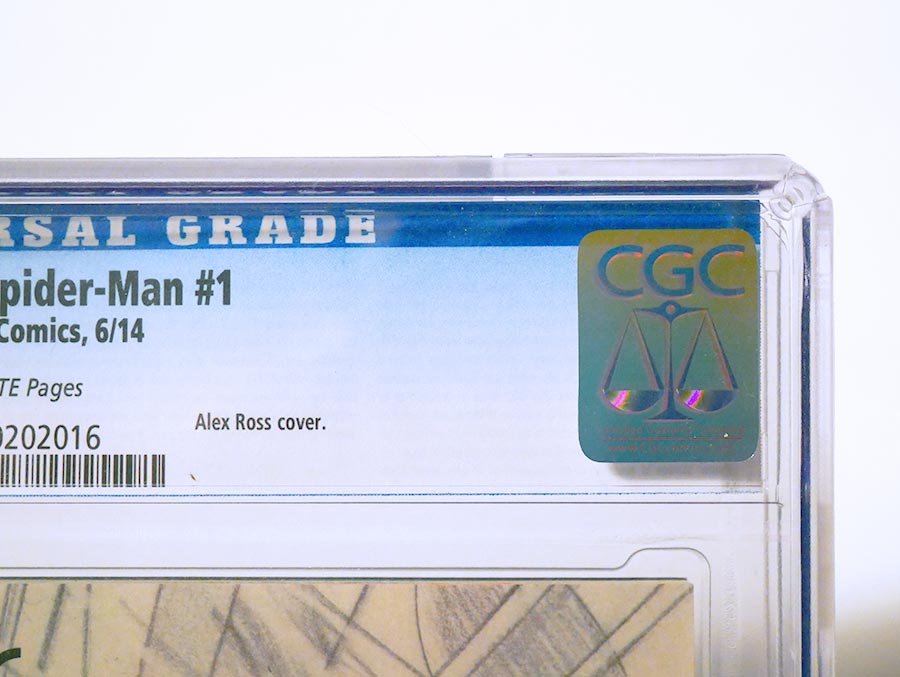 RSAL GRADE
CGC
pider-Man #1
Comics, 6/14
TE Pages
0202016
Alex Ross cover.